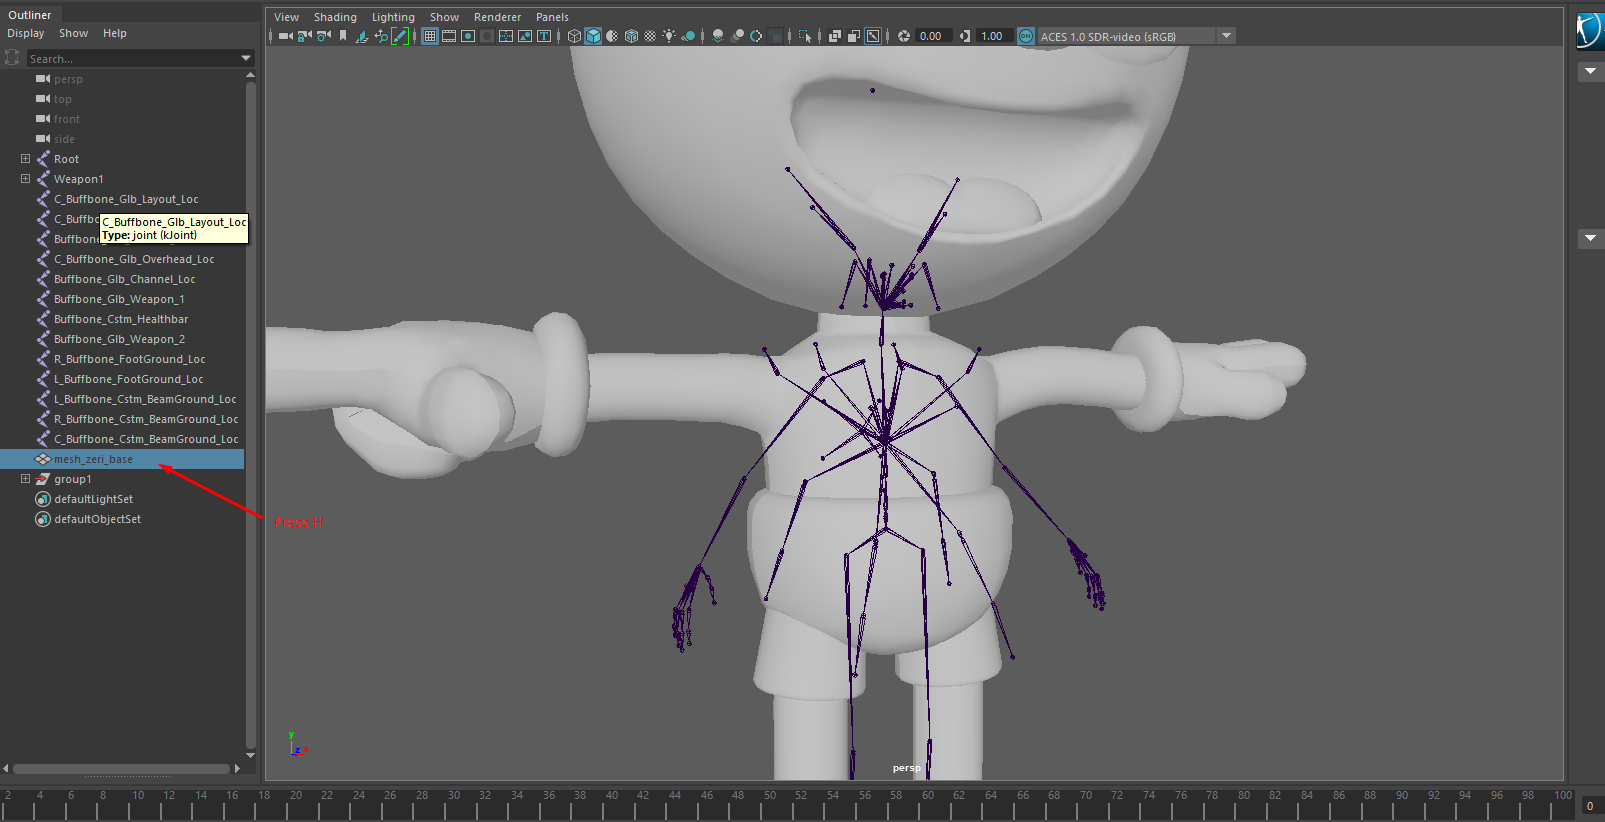 Outliner
Display Show Help
Search...
persp
top
front
side
Root
Weapon1
C_Buffbone_Glb_Layout_Loc
C_Buffbo
C_Buffbone_Glb_Layout_Loc
Type: joint (kJoint)
Buffbone
C_Buffbone_Glb_Overhead_Loc
Buffbone_Glb_Channel_Loc
Buffbone_Glb_Weapon_1
Buffbone_Cstm_Healthbar
Buffbone_Glb_Weapon_2
R_Buffbone_FootGround_Loc
L_Buffbone_FootGround_Loc
L_Buffbone_Cstm_BeamGround_Loc
R_Buffbone_Cstm_BeamGround_Loc
C_Buffbone_Cstm_BeamGround_Loc
mesh_zeri_base
group1
defaultLightSet
defaultObjectSet
Press H
View Shading Lighting Show Renderer Panels
0.00 1.00 ON ACES 1.0 SDR-video (sRGB)
y
z x
persp
2 4 6 8 10 12 14 16 18 20 22 24 26 28 30 32 34 36 38 40 42 44 46 48 50 52 54 56 58 60 62 64 66 68 70 72 74 76 78 80 82 84 86 88 90 92 94 96 98 100
0